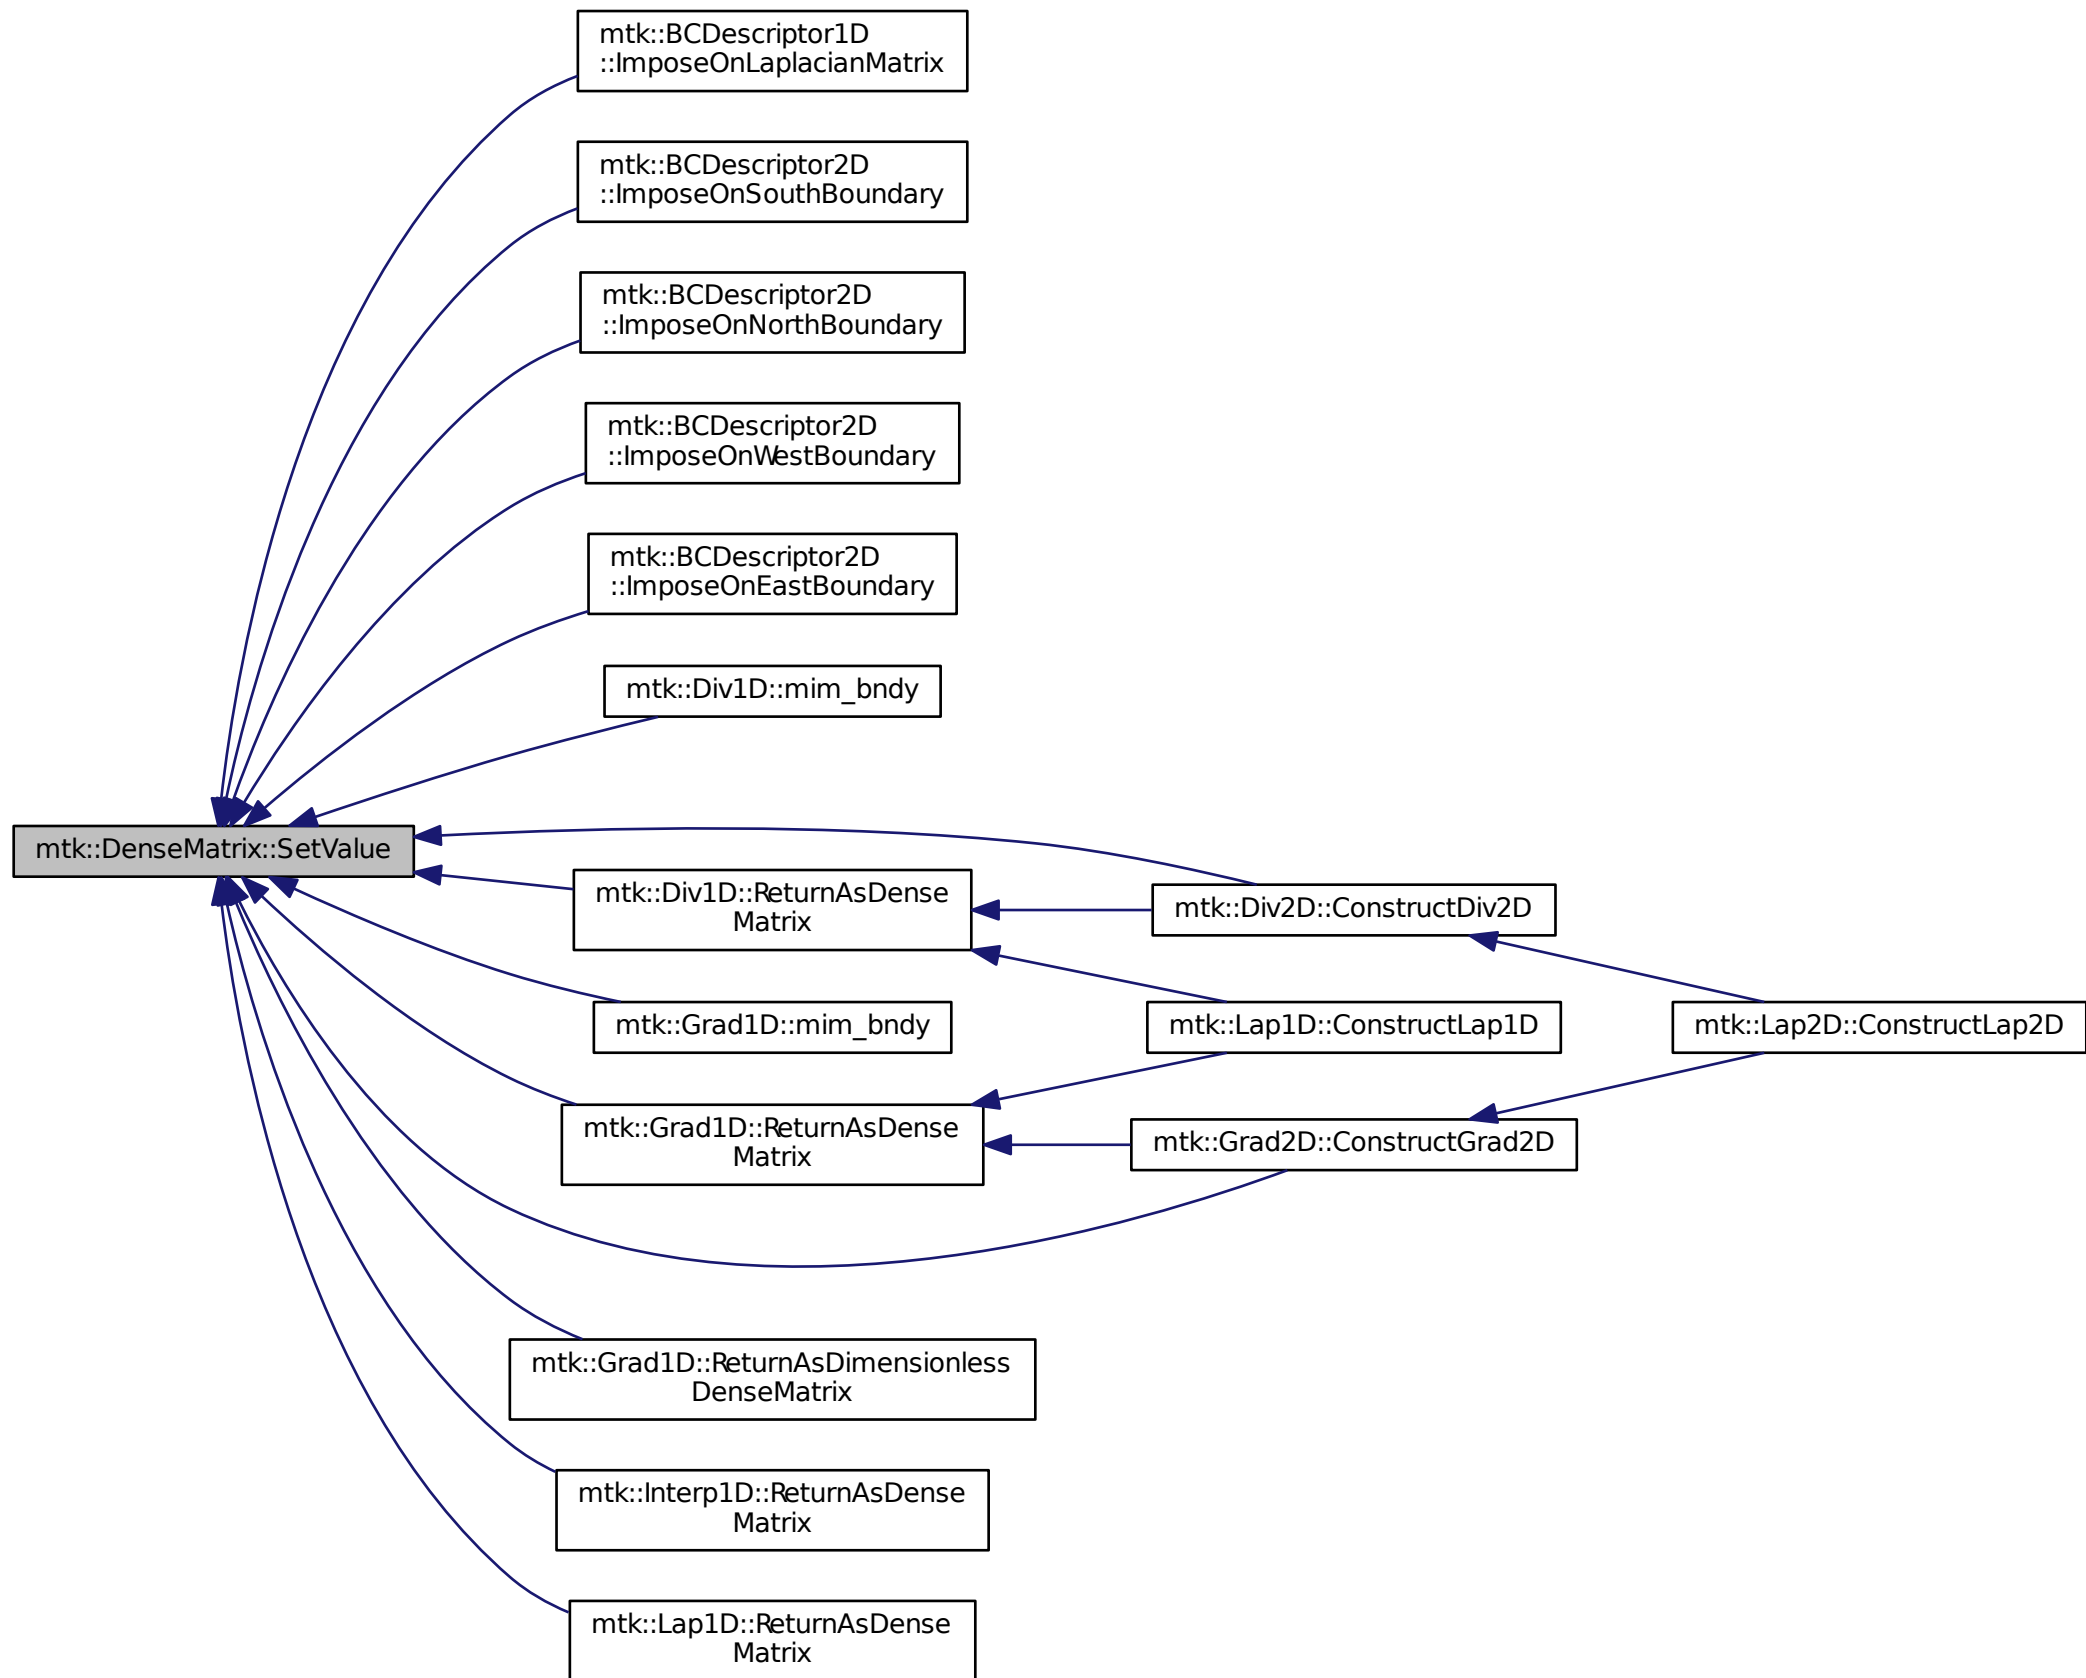 mtk::BCDescriptor1D
::ImposeOnLaplacianMatrix
mtk::BCDescriptor2D
::ImposeOnSouthBoundary
mtk::BCDescriptor2D
::ImposeOnNorthBoundary
mtk::BCDescriptor2D
::ImposeOnWestBoundary
mtk::BCDescriptor2D
::ImposeOnEastBoundary
mtk::Div1D::mim_bndy
mtk::DenseMatrix::SetValue
mtk::Div1D::ReturnAsDense
Matrix
mtk::Div2D::ConstructDiv2D
mtk::Grad1D::mim_bndy
mtk::Lap1D::ConstructLap1D
mtk::Lap2D::ConstructLap2D
mtk::Grad1D::ReturnAsDense
Matrix
mtk::Grad2D::ConstructGrad2D
mtk::Grad1D::ReturnAsDimensionless
DenseMatrix
mtk::Interp1D::ReturnAsDense
Matrix
mtk::Lap1D::ReturnAsDense
Matrix